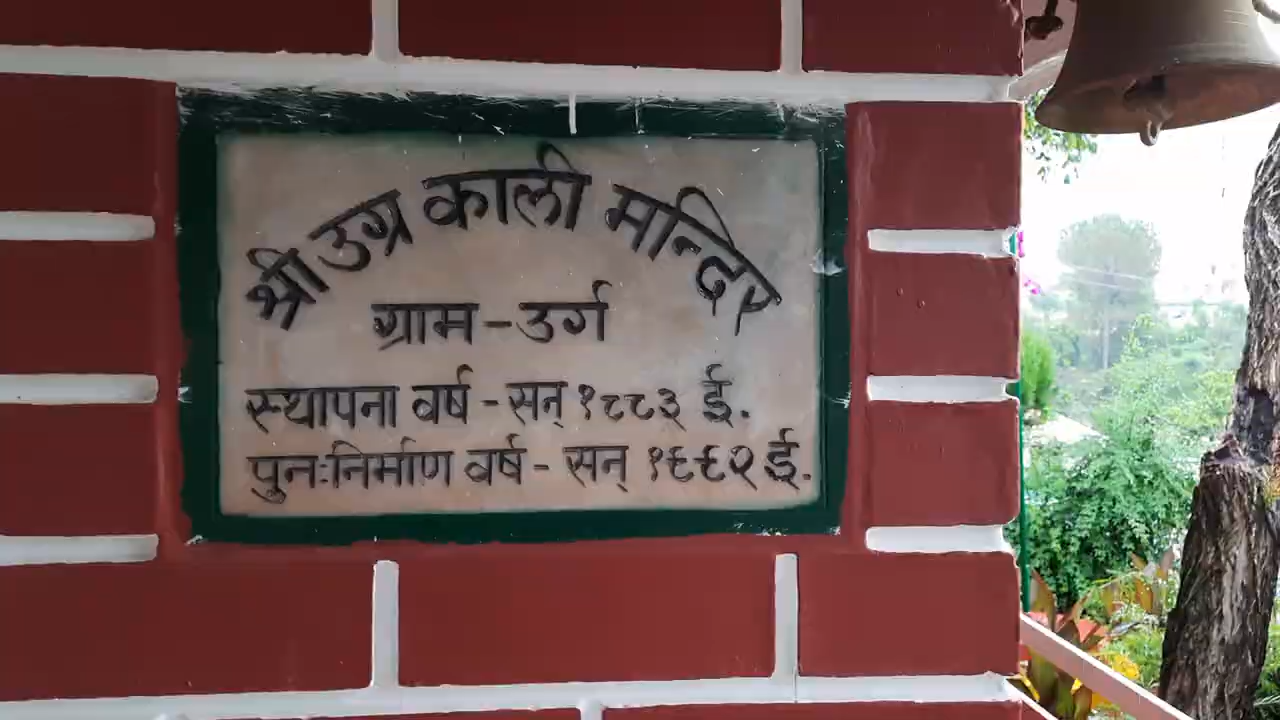 श्री उग्र काली मन्दिर
ग्राम-उर्ग
स्थापना वर्ष - सन् १८८३ ई.
पुनःनिर्माण वर्ष - सन् १९९२ ई.